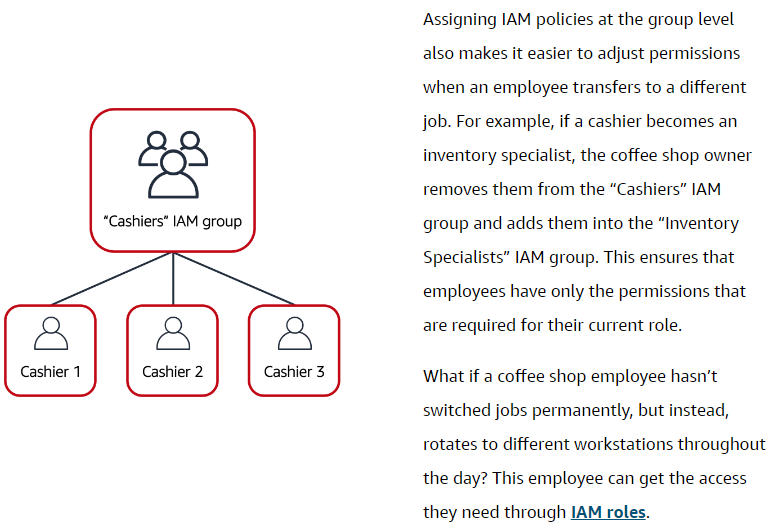 Assigning IAM policies at the group level
also makes it easier to adjust permissions
when an employee transfers to a different
job. For example, if a cashier becomes an
inventory specialist, the coffee shop owner
removes them from the “Cashiers” IAM
group and adds them into the “Inventory
Specialists” IAM group. This ensures that
employees have only the permissions that
are required for their current role.
What if a coffee shop employee hasn’t
switched jobs permanently, but instead,
rotates to different workstations throughout
the day? This employee can get the access
they need through IAM roles.
“Cashiers” IAM group
Cashier 1
Cashier 2
Cashier 3